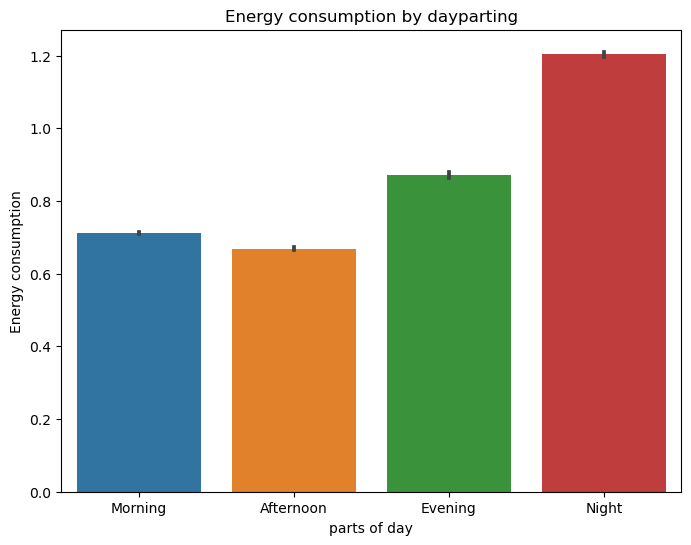 Energy consumption by dayparting
Energy consumption
1.2
1.0
0.8
0.6
0.4
0.2
0.0
Morning Afternoon Evening Night
parts of day